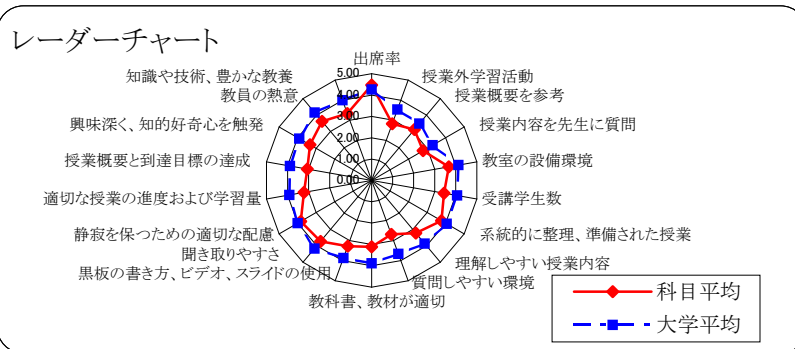 レーダーチャート
出席率
授業外学習活動
授業概要を参考
授業内容を先生に質問
教室の設備環境
受講学生数
系統的に整理、準備された授業
理解しやすい授業内容
質問しやすい環境
教科書、教材が適切
黒板の書き方、ビデオ、スライドの使用
聞き取りやすさ
静寂を保つための適切な配慮
適切な授業の進度および学習量
授業概要と到達目標の達成
興味深く、知的好奇心を触発
教員の熱意
知識や技術、豊かな教養
5.00
4.00
3.00
2.00
1.00
0.00
科目平均
大学平均